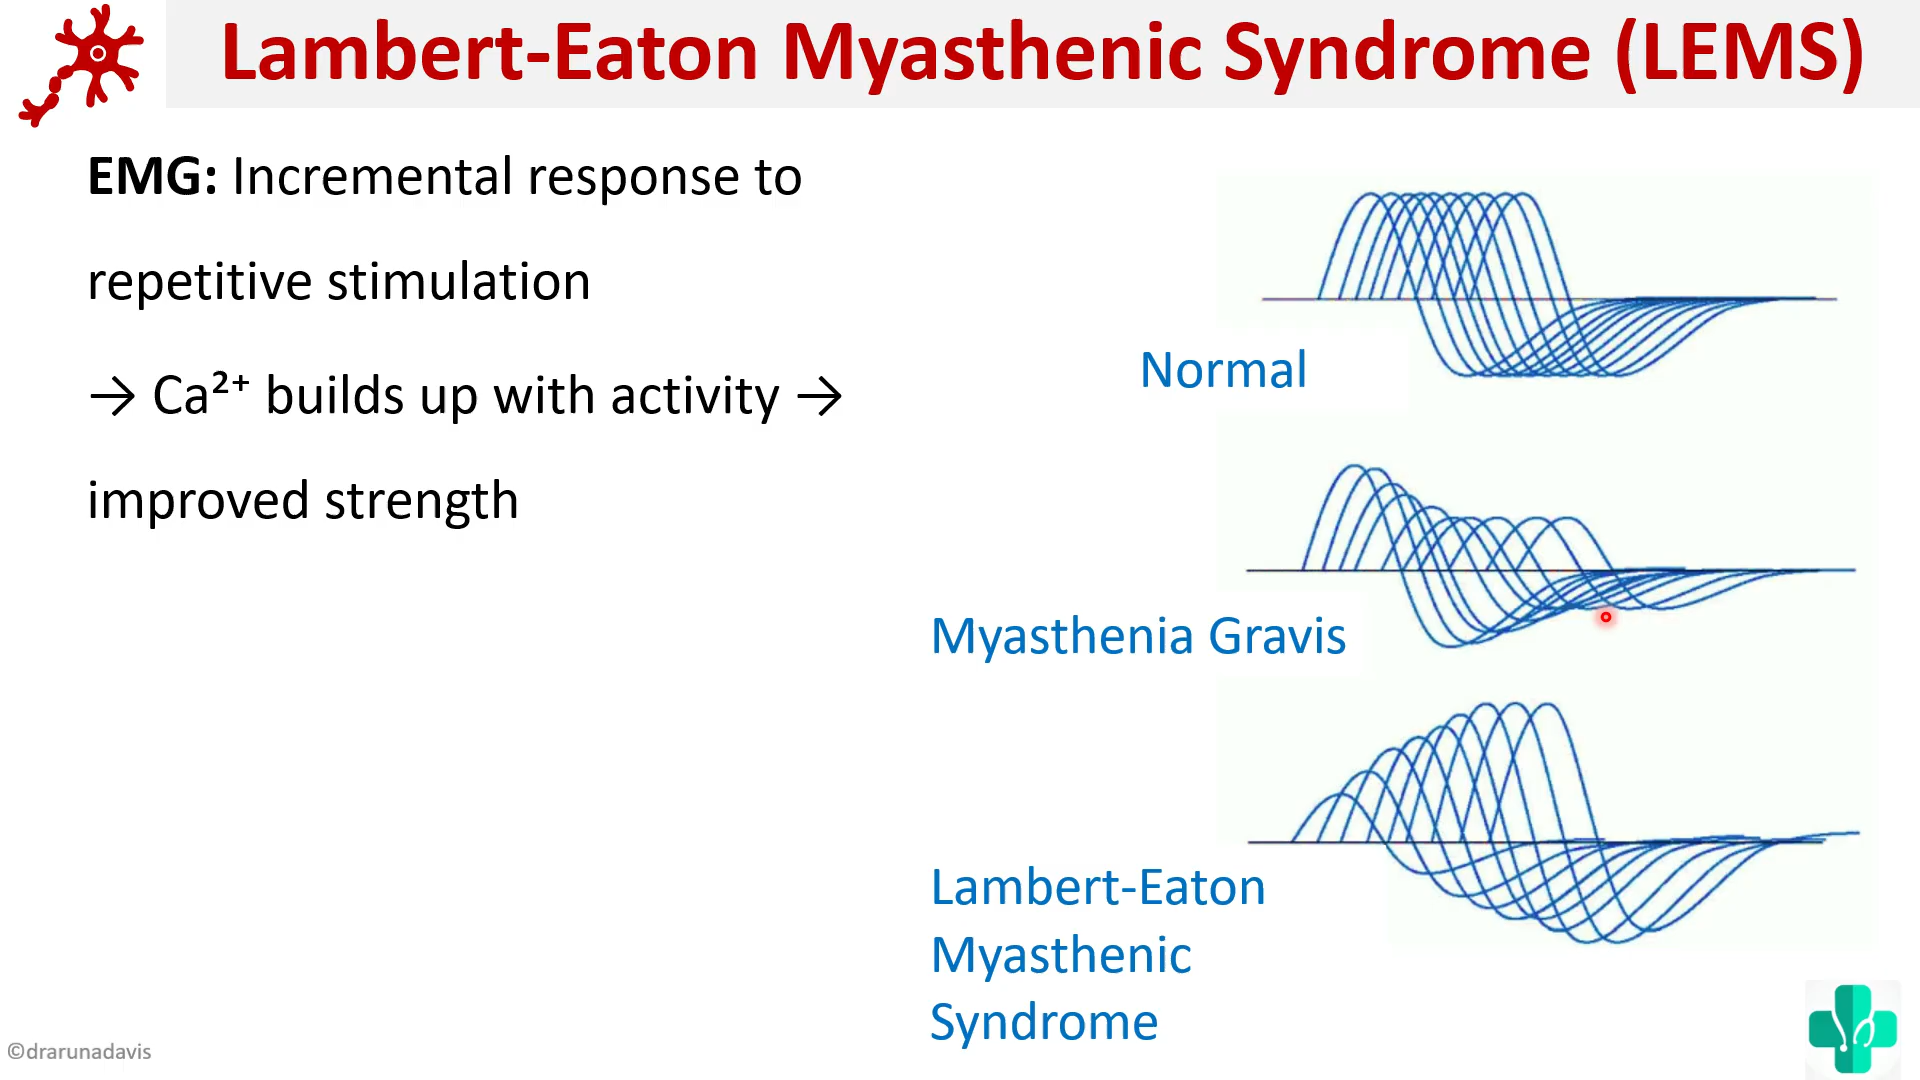 Lambert-Eaton Myasthenic Syndrome (LEMS)
EMG: Incremental response to
repetitive stimulation
→ Ca²⁺ builds up with activity →
improved strength
Normal
Myasthenia Gravis
Lambert-Eaton
Myasthenic
Syndrome
©drarunadavis